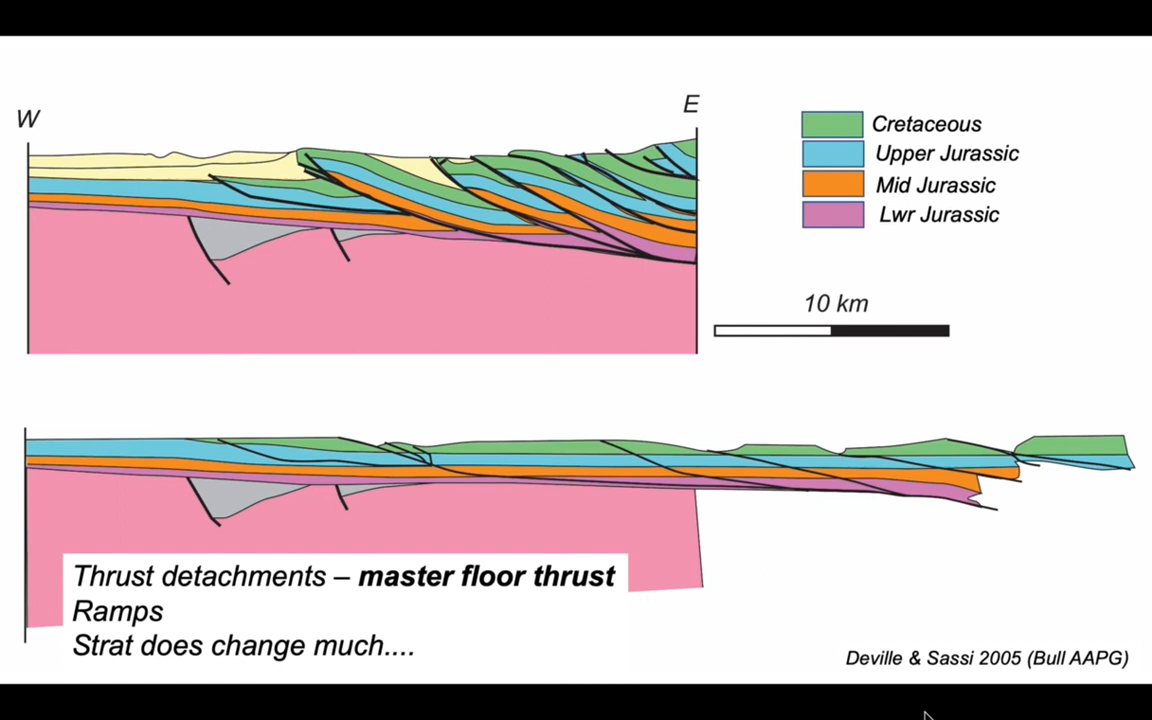 W
E
Cretaceous
Upper Jurassic
Mid Jurassic
Lwr Jurassic
10 km
Thrust detachments – master floor thrust
Ramps
Strat does change much....
Deville & Sassi 2005 (Bull AAPG)